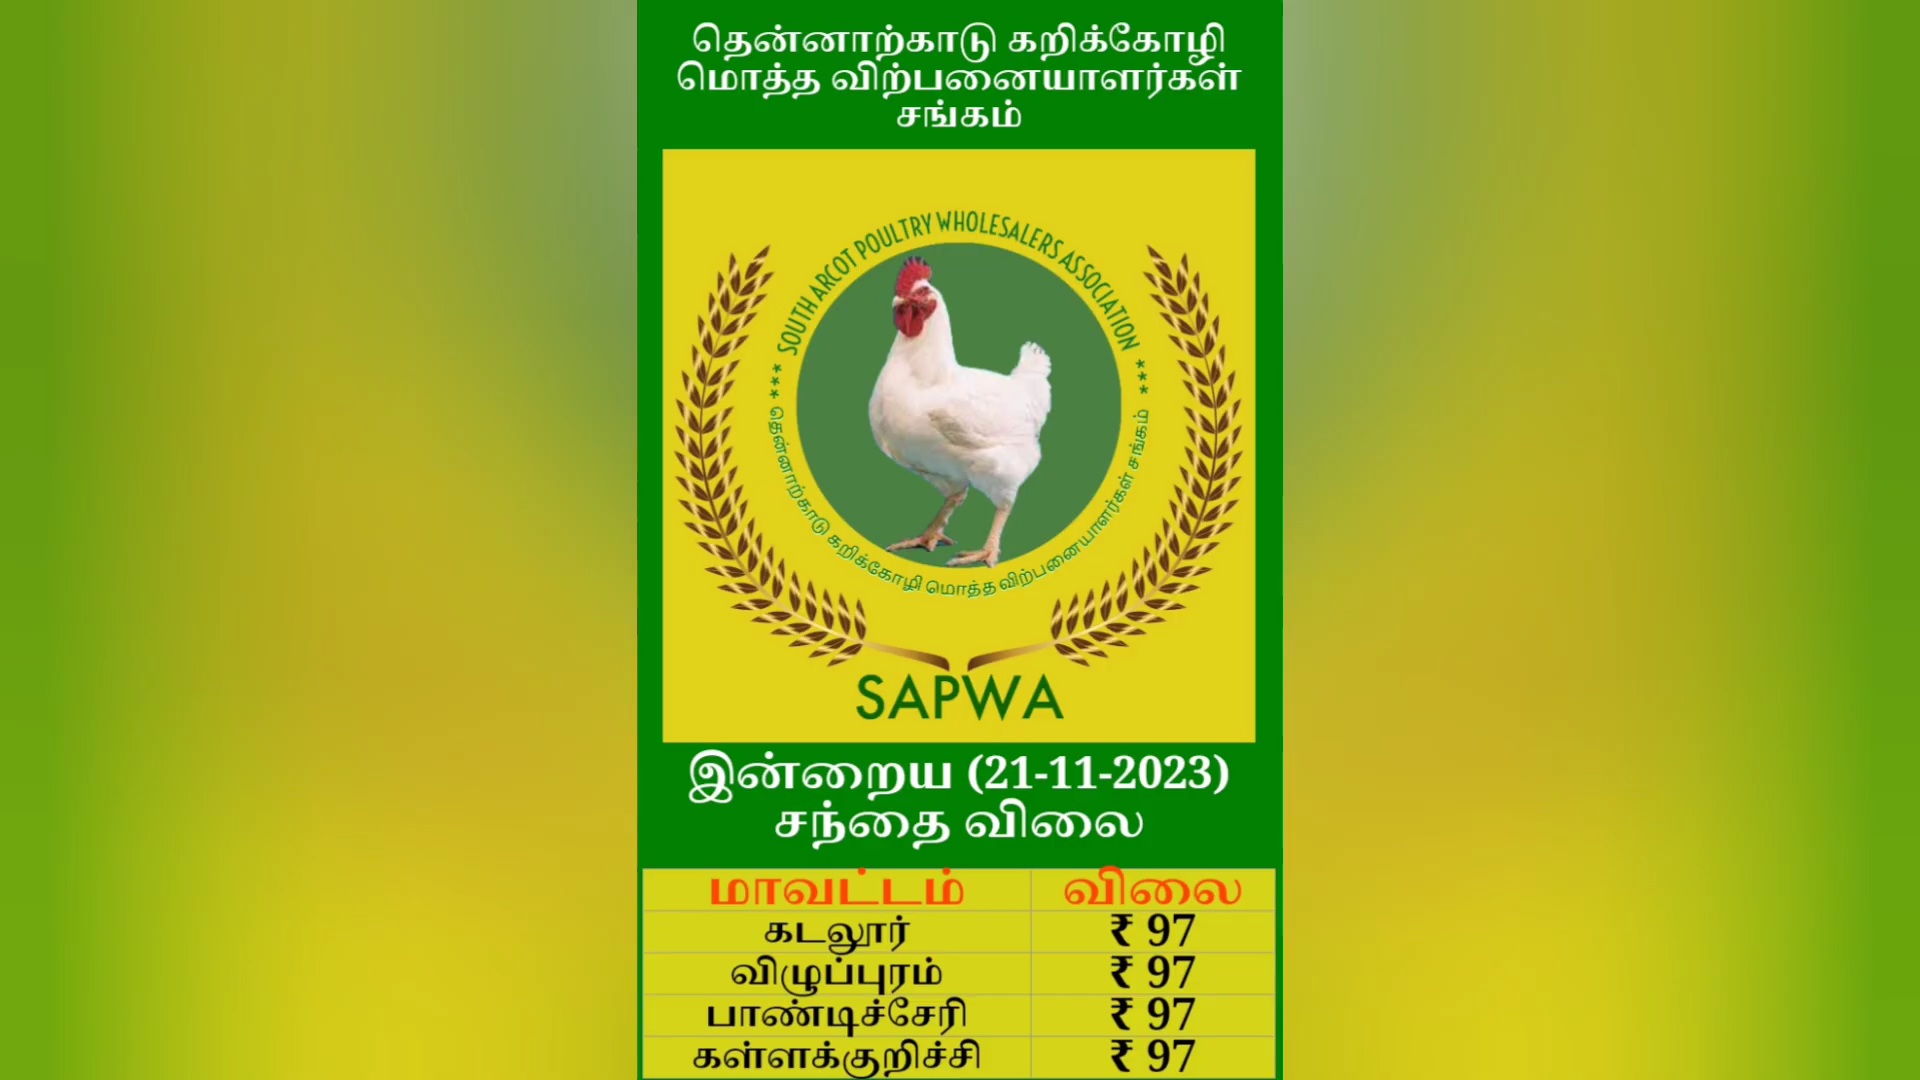 தென்னாற்காடு கறிக்கோழி
மொத்த விற்பனையாளர்கள்
சங்கம்
*** SOUTH ARCOT POULTRY WHOLESALERS ASSOCIATION ***
தென்னாற்காடு கறிக்கோழி மொத்த விற்பனையாளர்கள் சங்கம்
SAPWA
இன்றைய (21-11-2023)
சந்தை விலை
மாவட்டம் விலை
கடலூர் ₹ 97
விழுப்புரம் ₹ 97
பாண்டிச்சேரி ₹ 97
கள்ளக்குறிச்சி ₹ 97